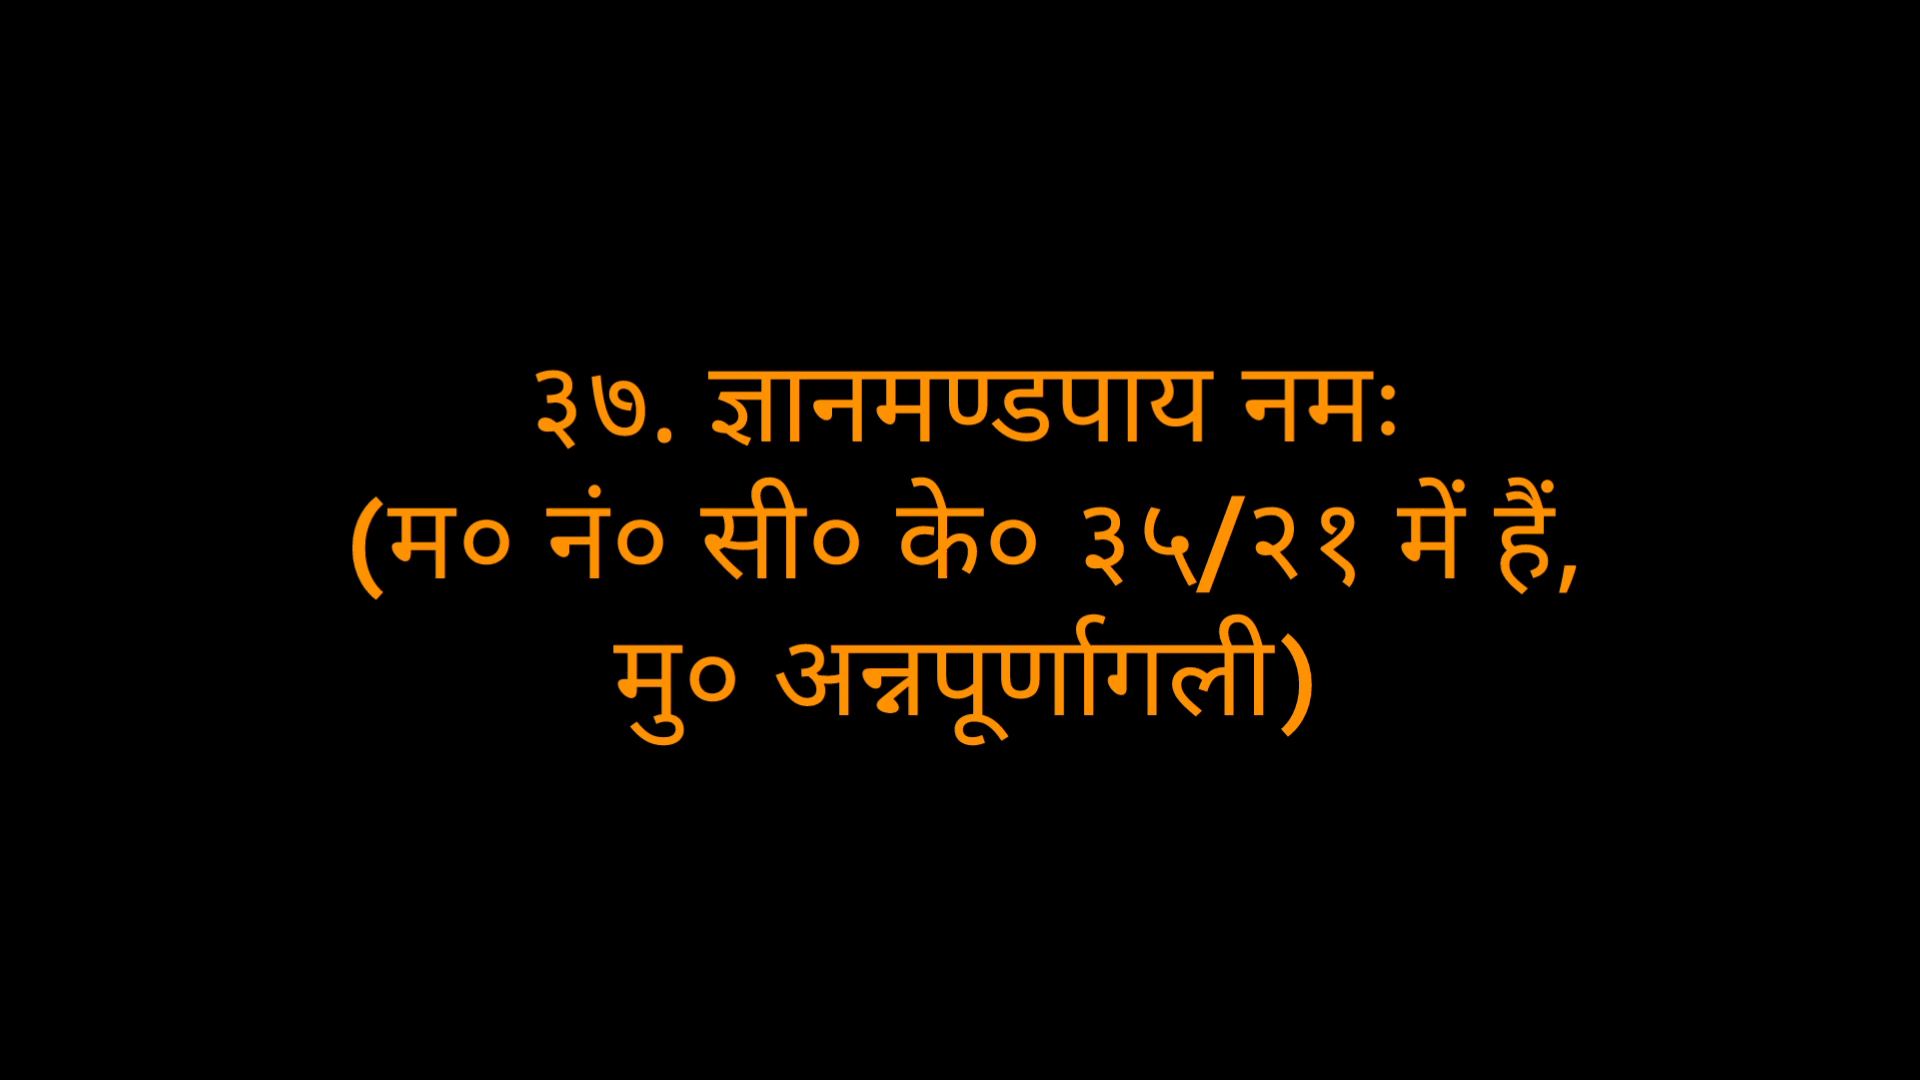 ३७. ज्ञानमण्डपाय नमः
(म० नं० सी० के० ३५/२१ में हैं,
मु० अन्नपूर्णागली)